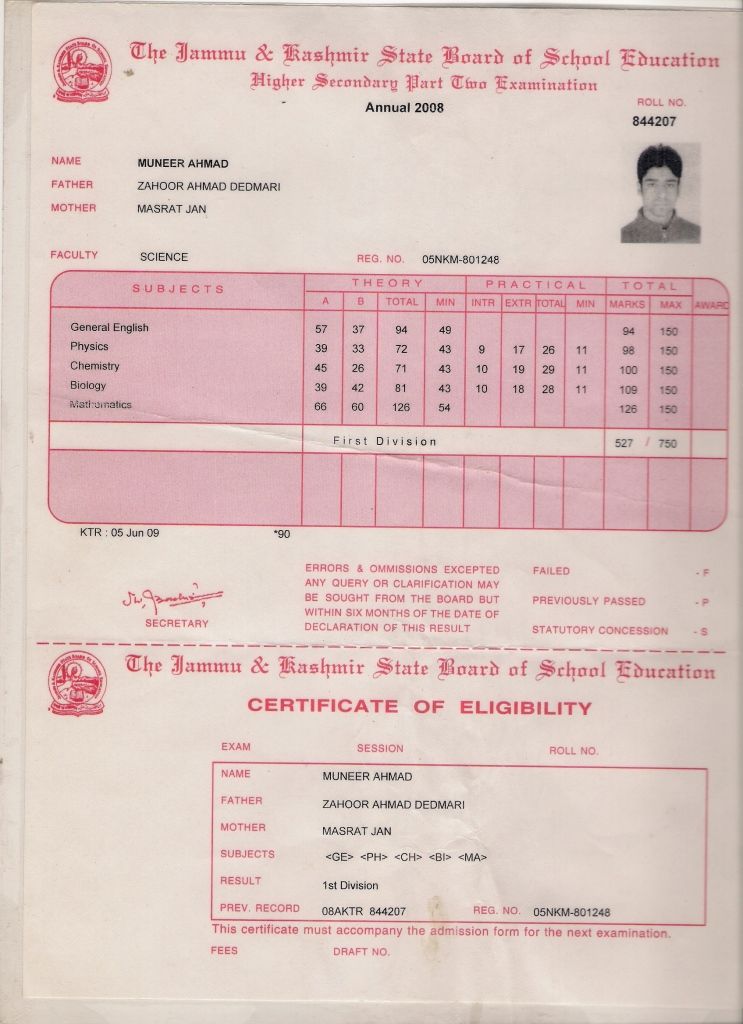 The Jammu & Kashmir State Board of School Education
Higher Secondary Part Two Examination
Annual 2008
ROLL NO.
844207
NAME MUNEER AHMAD
FATHER ZAHOOR AHMAD DEDMARI
MOTHER MASRAT JAN
FACULTY SCIENCE REG. NO. 05NKM-801248
SUBJECTS THEORY PRACTICAL TOTAL
A B TOTAL MIN INTR EXTR TOTAL MIN MARKS MAX AWARD
General English 57 37 94 49 94 150
Physics 39 33 72 43 9 17 26 11 98 150
Chemistry 45 26 71 43 10 19 29 11 100 150
Biology 39 42 81 43 10 18 28 11 109 150
Mathematics 66 60 126 54 126 150
First Division 527 / 750
KTR : 05 Jun 09 *90
ERRORS & OMMISSIONS EXCEPTED
ANY QUERY OR CLARIFICATION MAY
BE SOUGHT FROM THE BOARD BUT
WITHIN SIX MONTHS OF THE DATE OF
DECLARATION OF THIS RESULT
FAILED - F
PREVIOUSLY PASSED - P
STATUTORY CONCESSION - S
SECRETARY
The Jammu & Kashmir State Board of School Education
CERTIFICATE OF ELIGIBILITY
EXAM SESSION ROLL NO.
NAME MUNEER AHMAD
FATHER ZAHOOR AHMAD DEDMARI
MOTHER MASRAT JAN
SUBJECTS <GE> <PH> <CH> <BI> <MA>
RESULT 1st Division
PREV. RECORD 08AKTR 844207 REG. NO. 05NKM-801248
This certificate must accompany the admission form for the next examination.
FEES DRAFT NO.